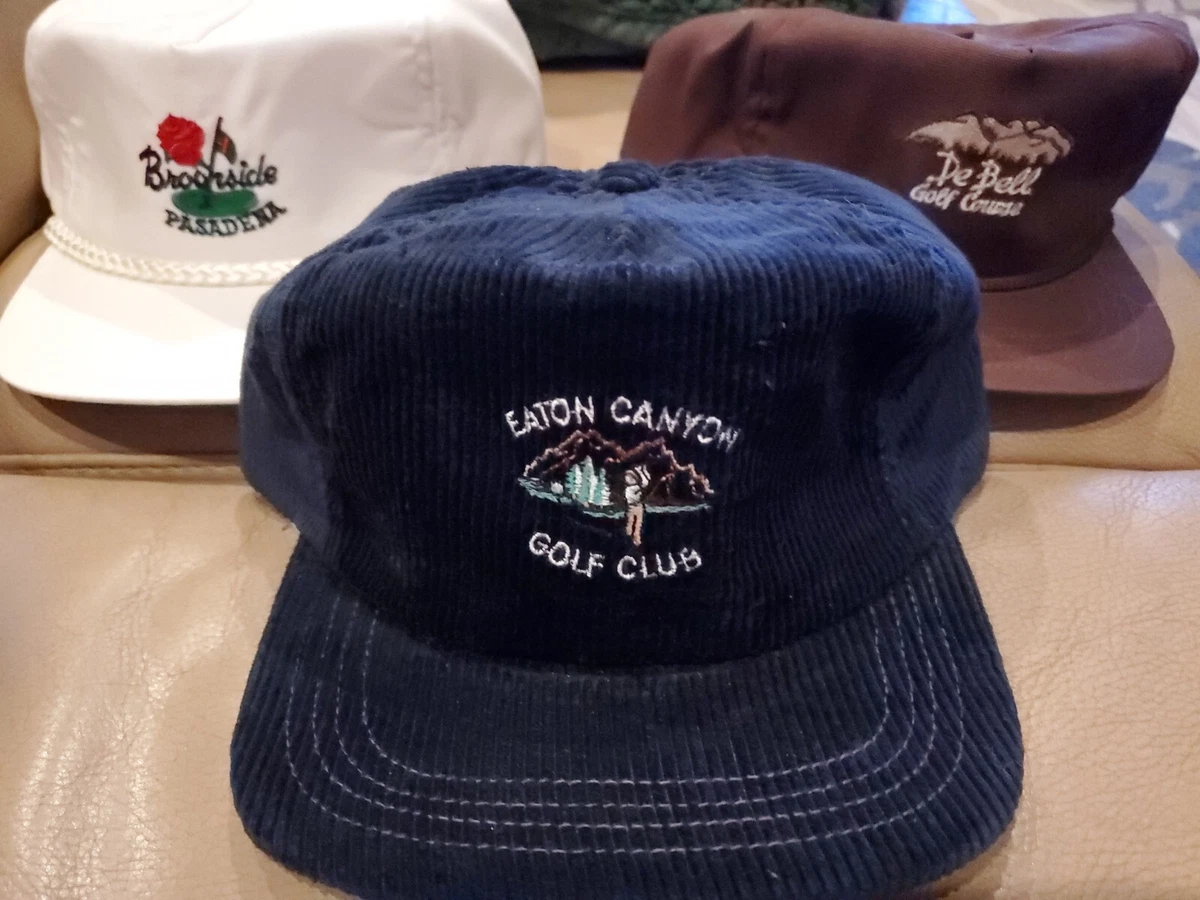 Brookside
PASADENA
De Bell
Golf Course
EATON CANYON
GOLF CLUB